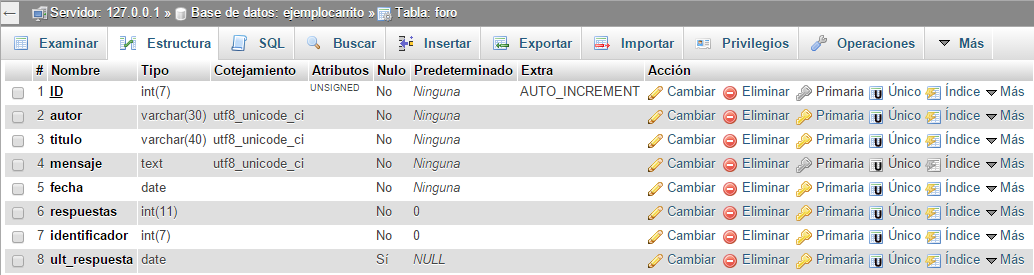 ← Servidor: 127.0.0.1 » Base de datos: ejemplocarrito » Tabla: foro
Examinar Estructura SQL Buscar Insertar Exportar Importar Privilegios Operaciones Más
# Nombre Tipo Cotejamiento Atributos Nulo Predeterminado Extra Acción
1 ID int(7) UNSIGNED No Ninguna AUTO_INCREMENT Cambiar Eliminar Primaria Único Índice Más
2 autor varchar(30) utf8_unicode_ci No Ninguna Cambiar Eliminar Primaria Único Índice Más
3 titulo varchar(40) utf8_unicode_ci No Ninguna Cambiar Eliminar Primaria Único Índice Más
4 mensaje text utf8_unicode_ci No Ninguna Cambiar Eliminar Primaria Único Índice Más
5 fecha date No Ninguna Cambiar Eliminar Primaria Único Índice Más
6 respuestas int(11) No 0 Cambiar Eliminar Primaria Único Índice Más
7 identificador int(7) No 0 Cambiar Eliminar Primaria Único Índice Más
8 ult_respuesta date Sí NULL Cambiar Eliminar Primaria Único Índice Más